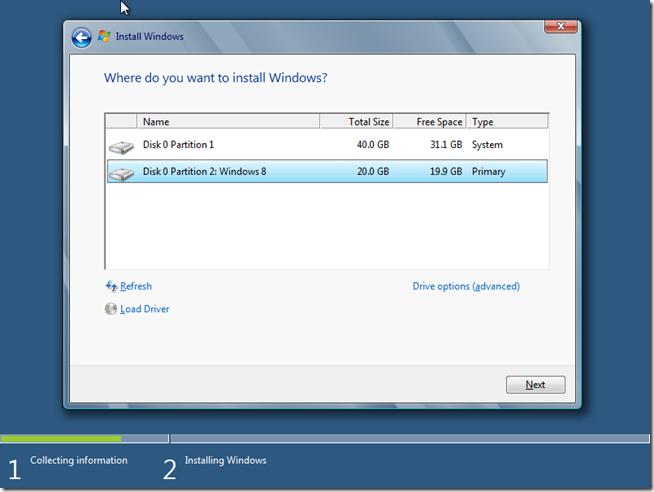 Install Windows
Where do you want to install Windows?
Name Total Size Free Space Type
Disk 0 Partition 1 40.0 GB 31.1 GB System
Disk 0 Partition 2: Windows 8 20.0 GB 19.9 GB Primary
Refresh Drive options (advanced)
Load Driver
Next
1 Collecting information 2 Installing Windows